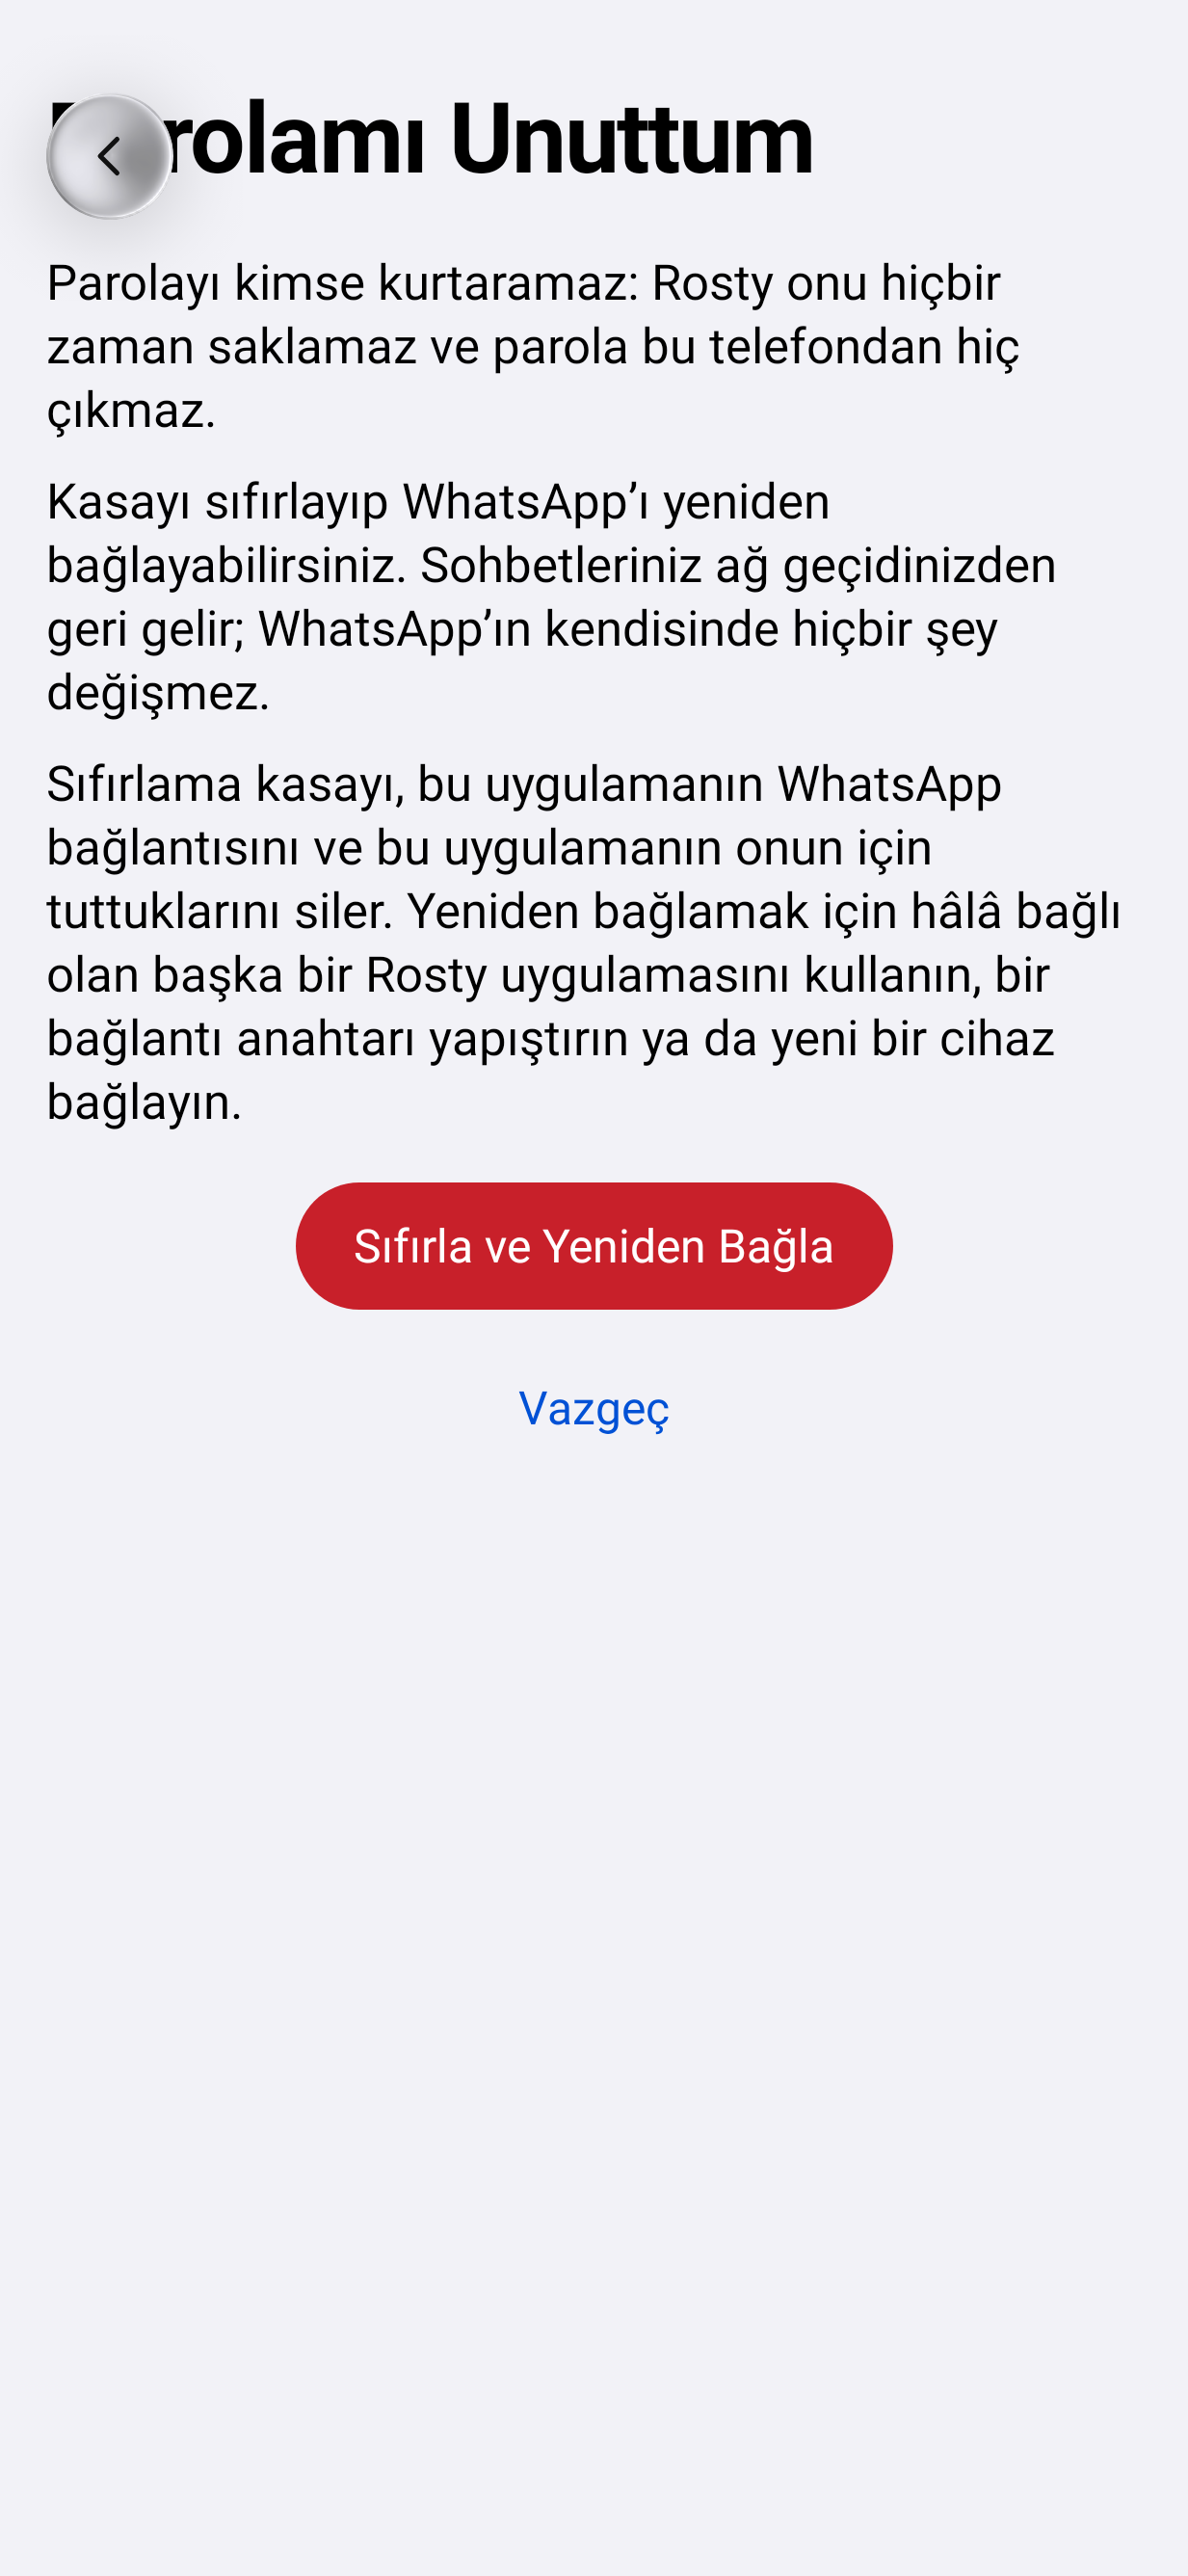 Unuttum
Parolayı kimse kurtaramaz: Rosty onu hiçbir
zaman saklamaz ve parola bu telefondan hiç
çıkmaz.
Kasayı sıfırlayıp WhatsApp’ı yeniden
bağlayabilirsiniz. Sohbetleriniz ağ geçidinizden
geri gelir; WhatsApp’ın kendisinde hiçbir şey
değişmez.
Sıfırlama kasayı, bu uygulamanın WhatsApp
bağlantısını ve bu uygulamanın onun için
tuttuklarını siler. Yeniden bağlamak için hâlâ bağlı
olan başka bir Rosty uygulamasını kullanın, bir
bağlantı anahtarı yapıştırın ya da yeni bir cihaz
bağlayın.
Sıfırla ve Yeniden Bağla
Vazgeç